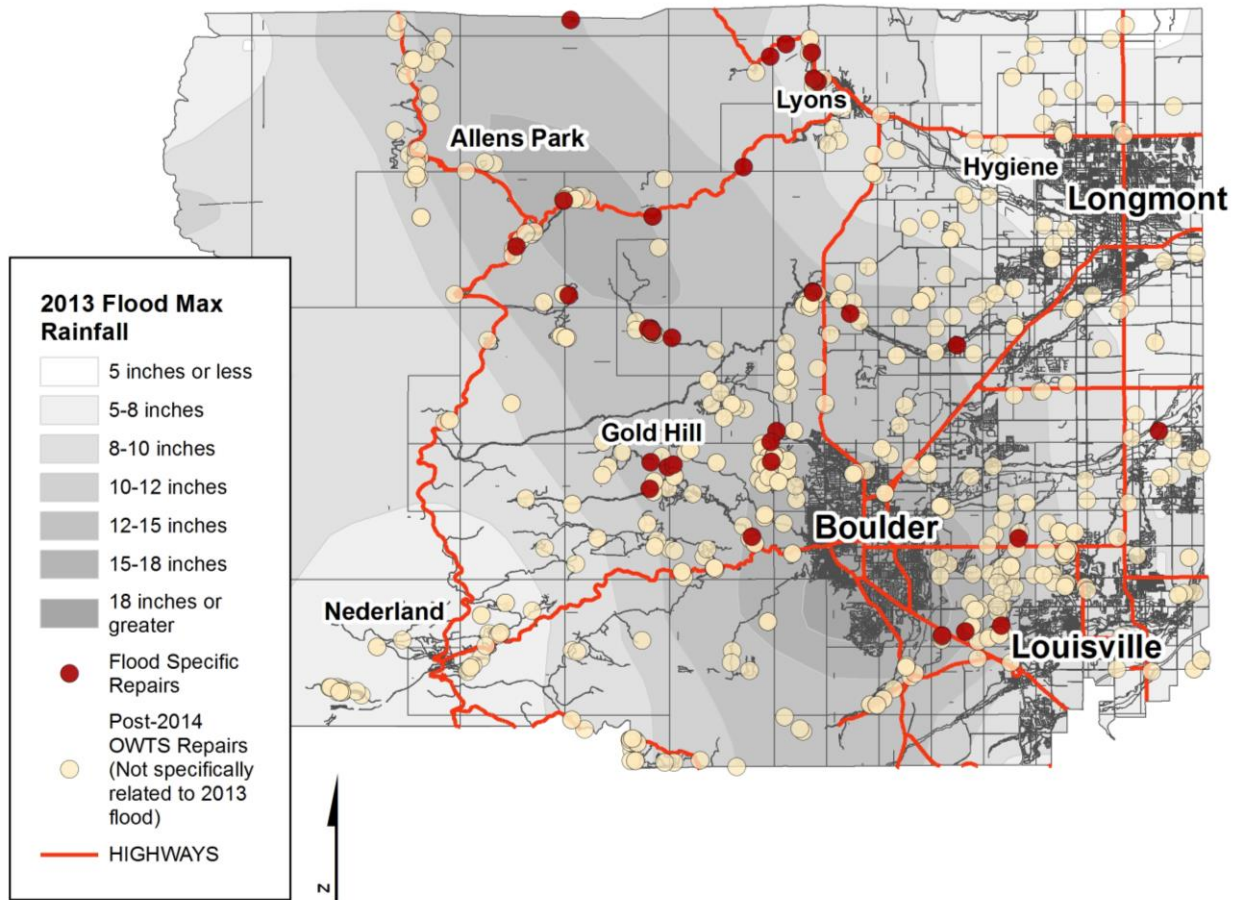 Lyons
Allens Park
Hygiene
Longmont
Gold Hill
Boulder
Nederland
Louisville
2013 Flood Max
Rainfall
5 inches or less
5-8 inches
8-10 inches
10-12 inches
12-15 inches
15-18 inches
18 inches or
greater
Flood Specific
Repairs
Post-2014
OWTS Repairs
(Not specifically
related to 2013
flood)
HIGHWAYS
N